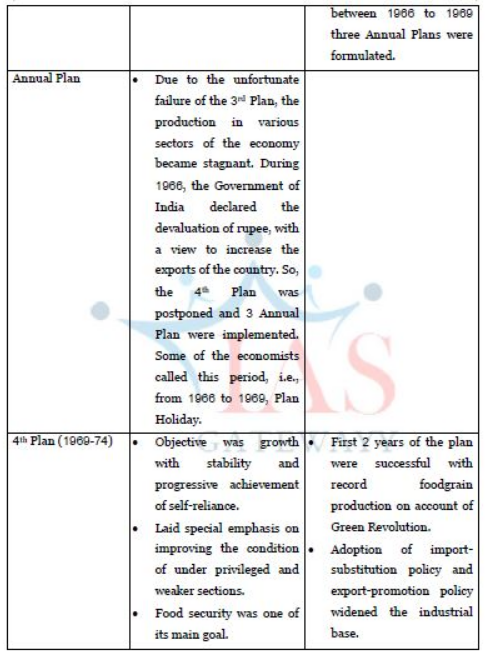 between 1966 to 1969
three Annual Plans were
formulated.
Annual Plan
• Due to the unfortunate
failure of the 3rd Plan, the
production in various
sectors of the economy
became stagnant. During
1966, the Government of
India declared the
devaluation of rupee, with
a view to increase the
exports of the country. So,
the 4th Plan was
postponed and 3 Annual
Plan were implemented.
Some of the economists
called this period, i.e.,
from 1966 to 1969, Plan
Holiday.
4th Plan (1969-74)
• Objective was growth
with stability and
progressive achievement
of self-reliance.
• Laid special emphasis on
improving the condition
of under privileged and
weaker sections.
• Food security was one of
its main goal.
• First 2 years of the plan
were successful with
record foodgrain
production on account of
Green Revolution.
• Adoption of import-
substitution policy and
export-promotion policy
widened the industrial
base.
IAS
GATEWAYY